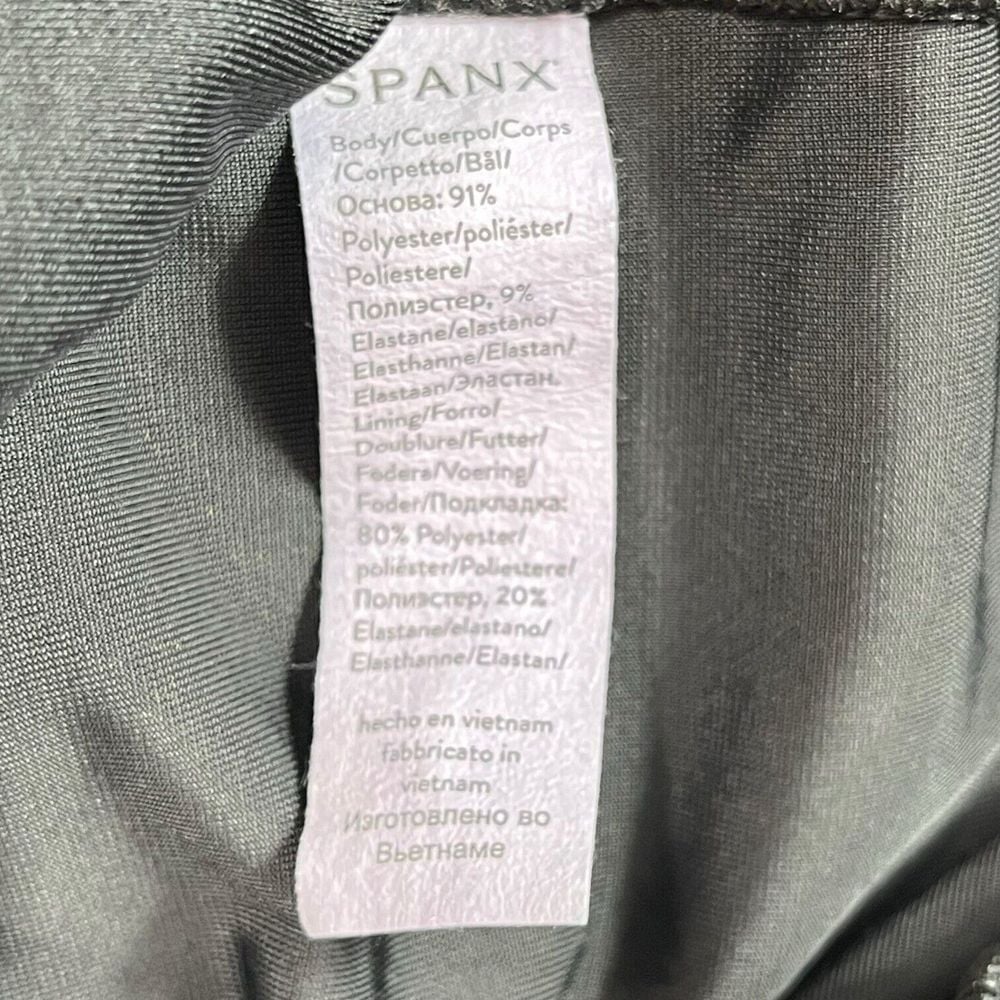 SPANX
Body/Cuerpo/Corps
/Corpetto/Bål/
Основа: 91%
Polyester/poliéster/
Poliestere/
Полиэстер, 9%
Elastane/elastano/
Elasthanne/Elastan/
Elastaan/Эластан.
Lining/Forro/
Doublure/Futter/
Federa/Voering/
Foder/Подкладка:
80% Polyester/
poliéster/Poliestere/
Полиэстер, 20%
Elastane/elastano/
Elasthanne/Elastan/
hecho en vietnam
fabbricato in
vietnam
Изготовлено во
Вьетнаме